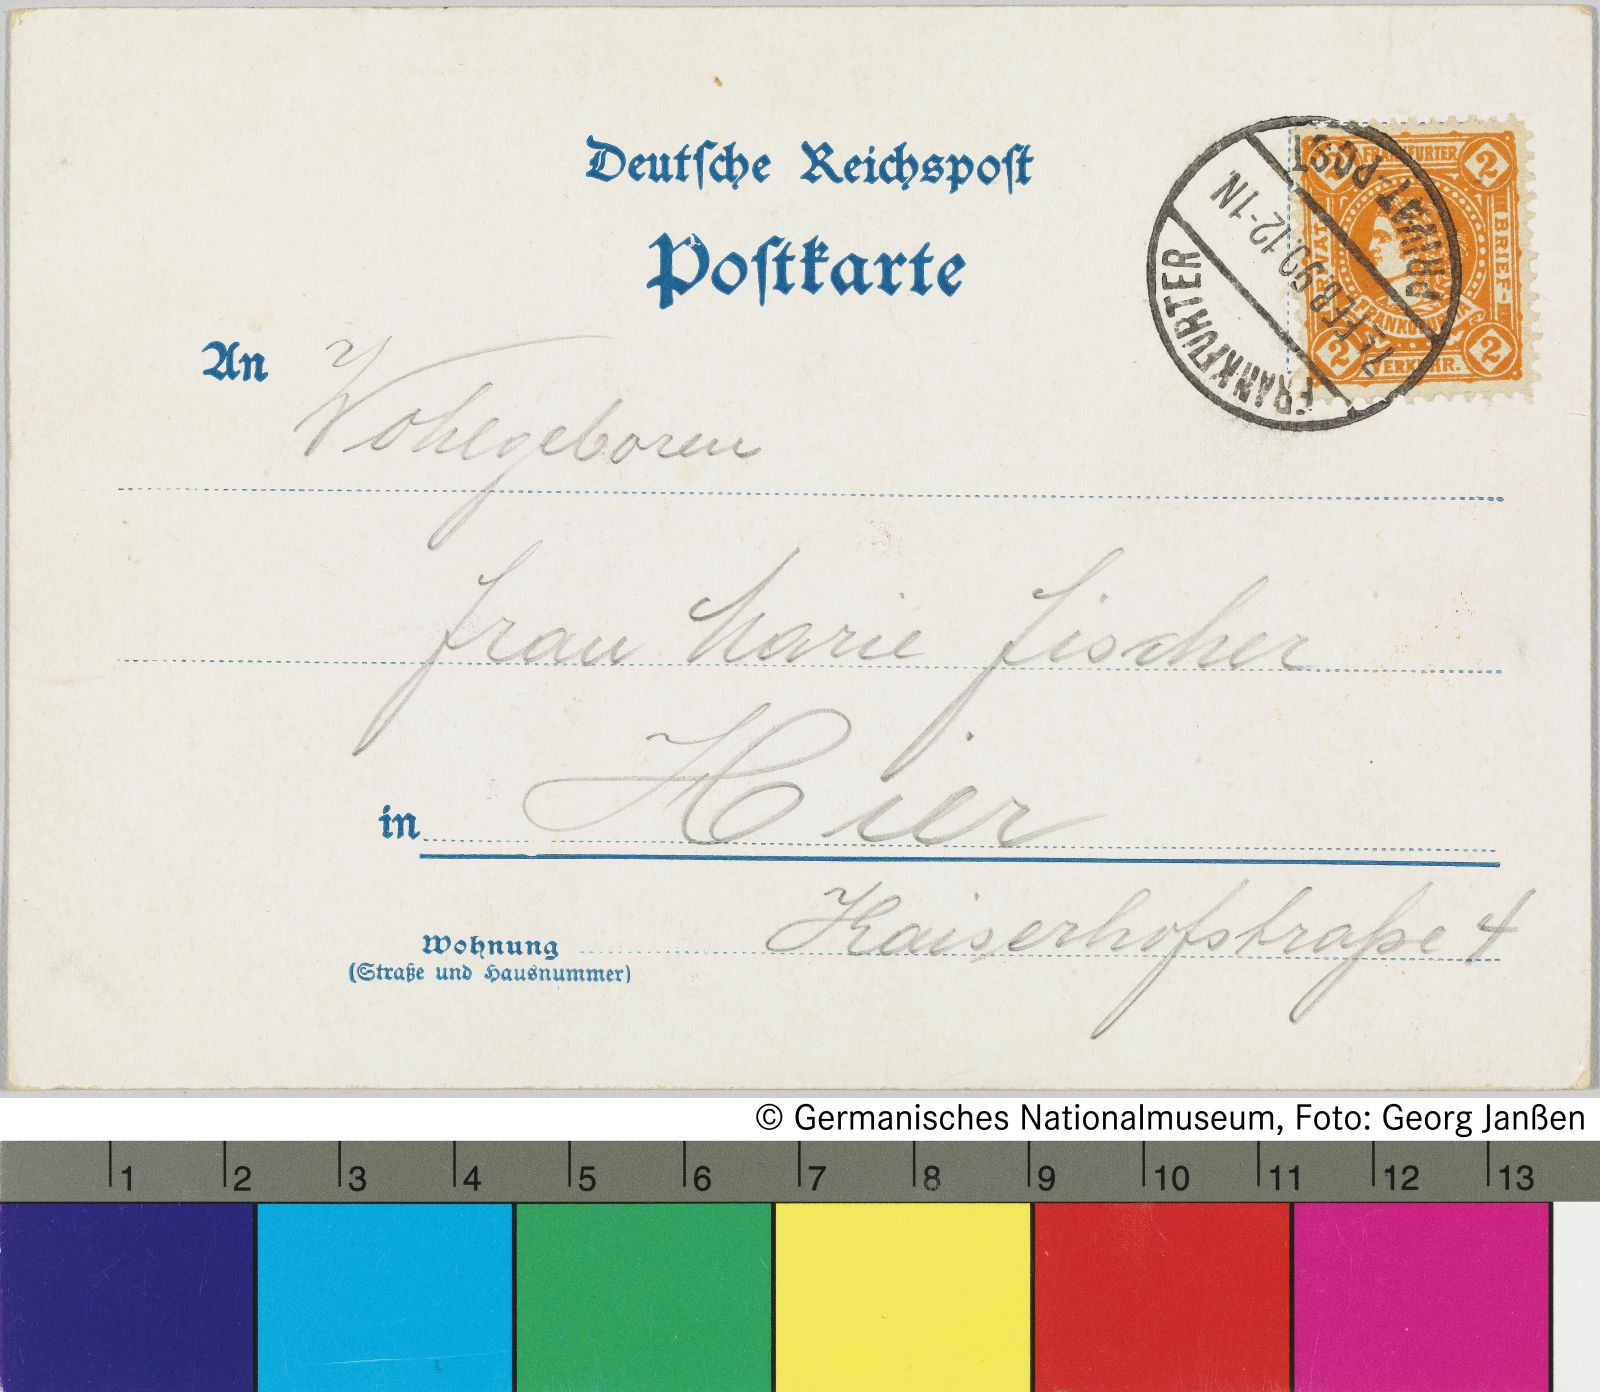 Deutsche Reichspost
Postkarte
An
Wohlgeboren
Frau Marie Fischer
in Hier
Wohnung Kaiserhofstraße 4
(Straße und Hausnummer)
FRANKFURTER
PRIVAT-POST
FEB.99.12-1N
FRANKFURTER
BRIEF-
VERKEHR.
2
2
2
© Germanisches Nationalmuseum, Foto: Georg Janßen
1 2 3 4 5 6 7 8 9 10 11 12 13